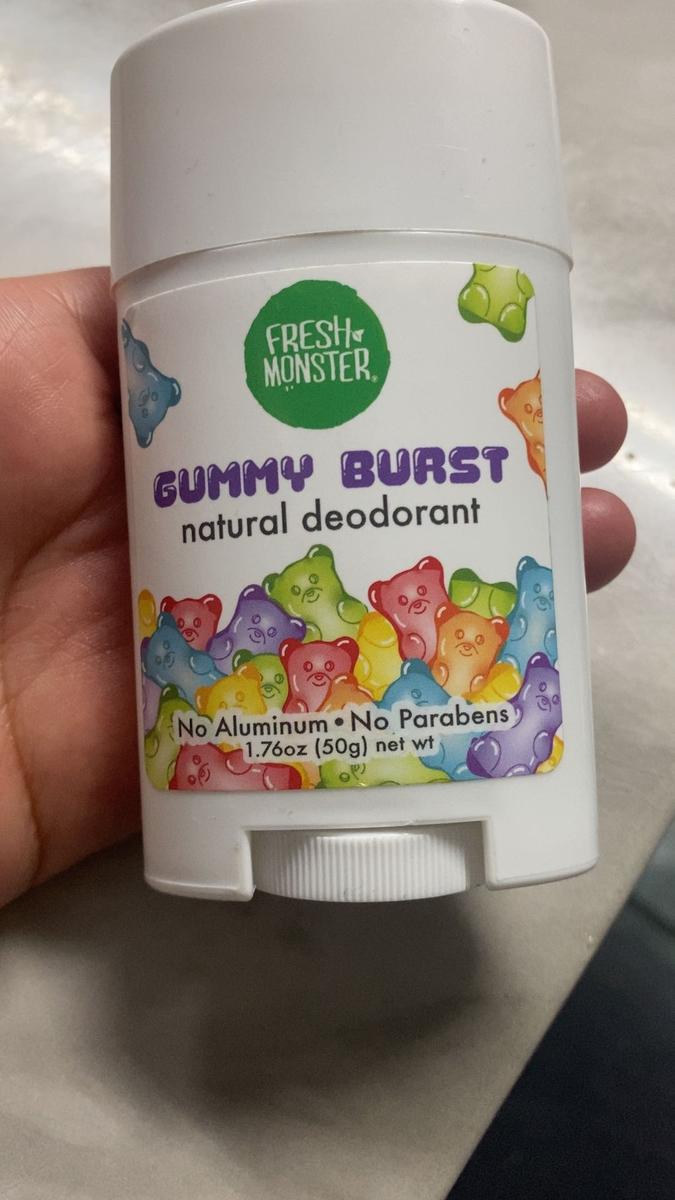 FRESH
MONSTER®
GUMMY BURST
natural deodorant
No Aluminum • No Parabens
1.76oz (50g) net wt